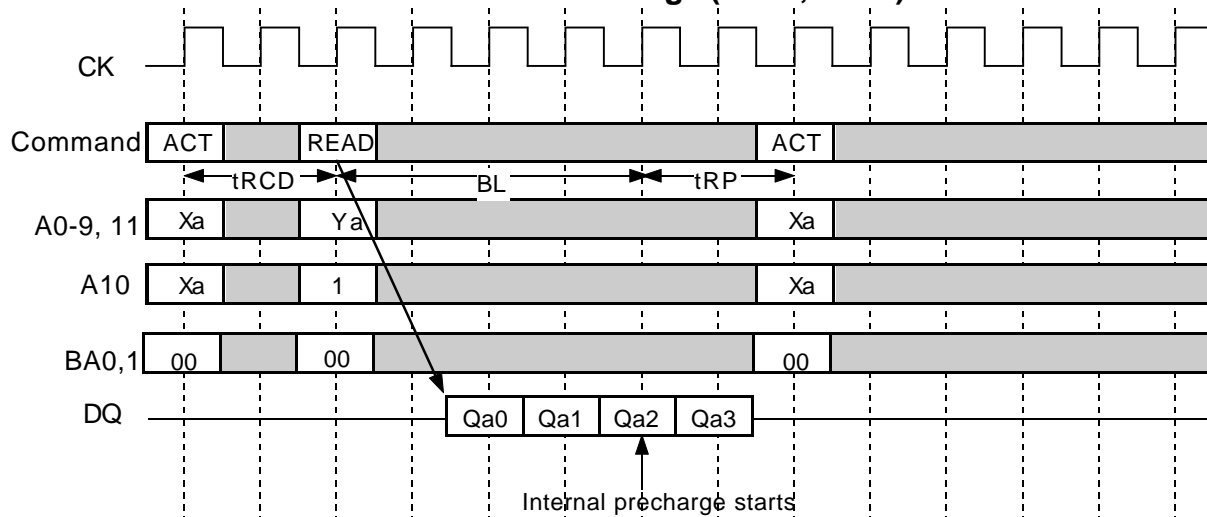 CK
Command ACT READ ACT
tRCD BL tRP
A0-9, 11 Xa Ya Xa
A10 Xa 1 Xa
BA0,1 00 00 00
DQ Qa0 Qa1 Qa2 Qa3
Internal precharge starts